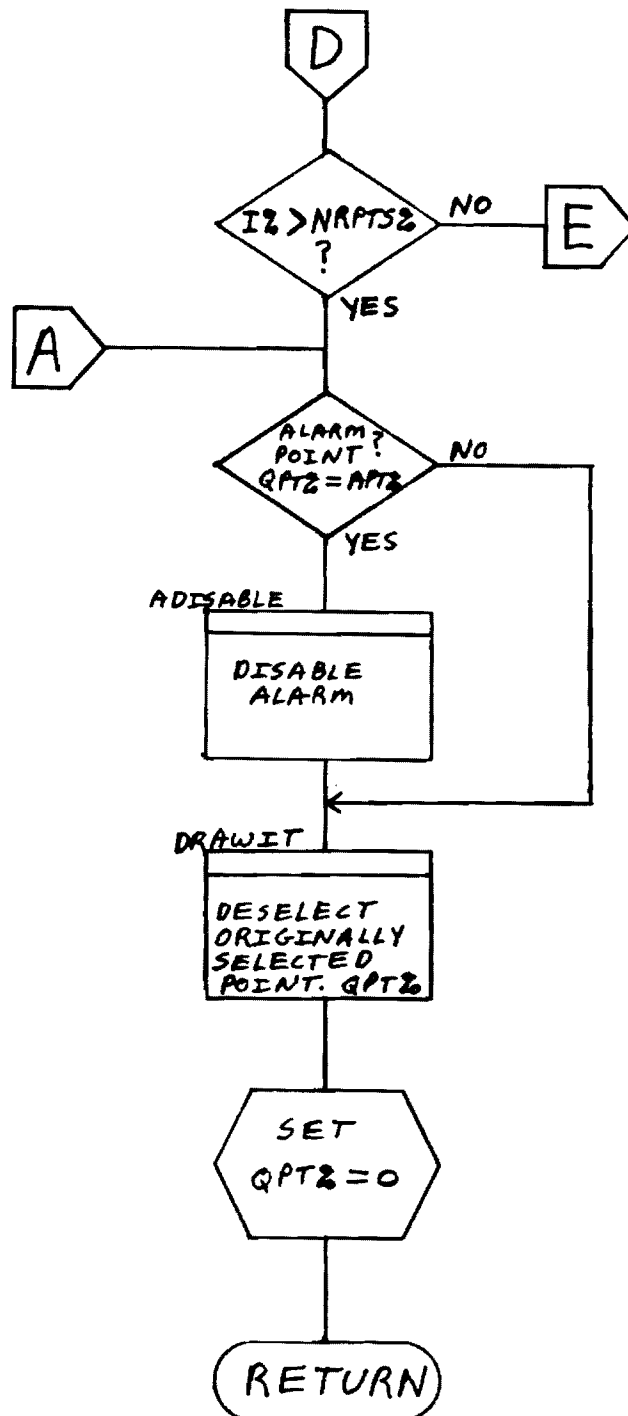 D
I%>NRPTS%
?
NO
E
YES
A
ALARM?
POINT
QPT%=APT%
NO
YES
ADISABLE
DISABLE
ALARM
DRAWIT
DESELECT
ORIGINALLY
SELECTED
POINT. QPT%
SET
QPT%=0
RETURN